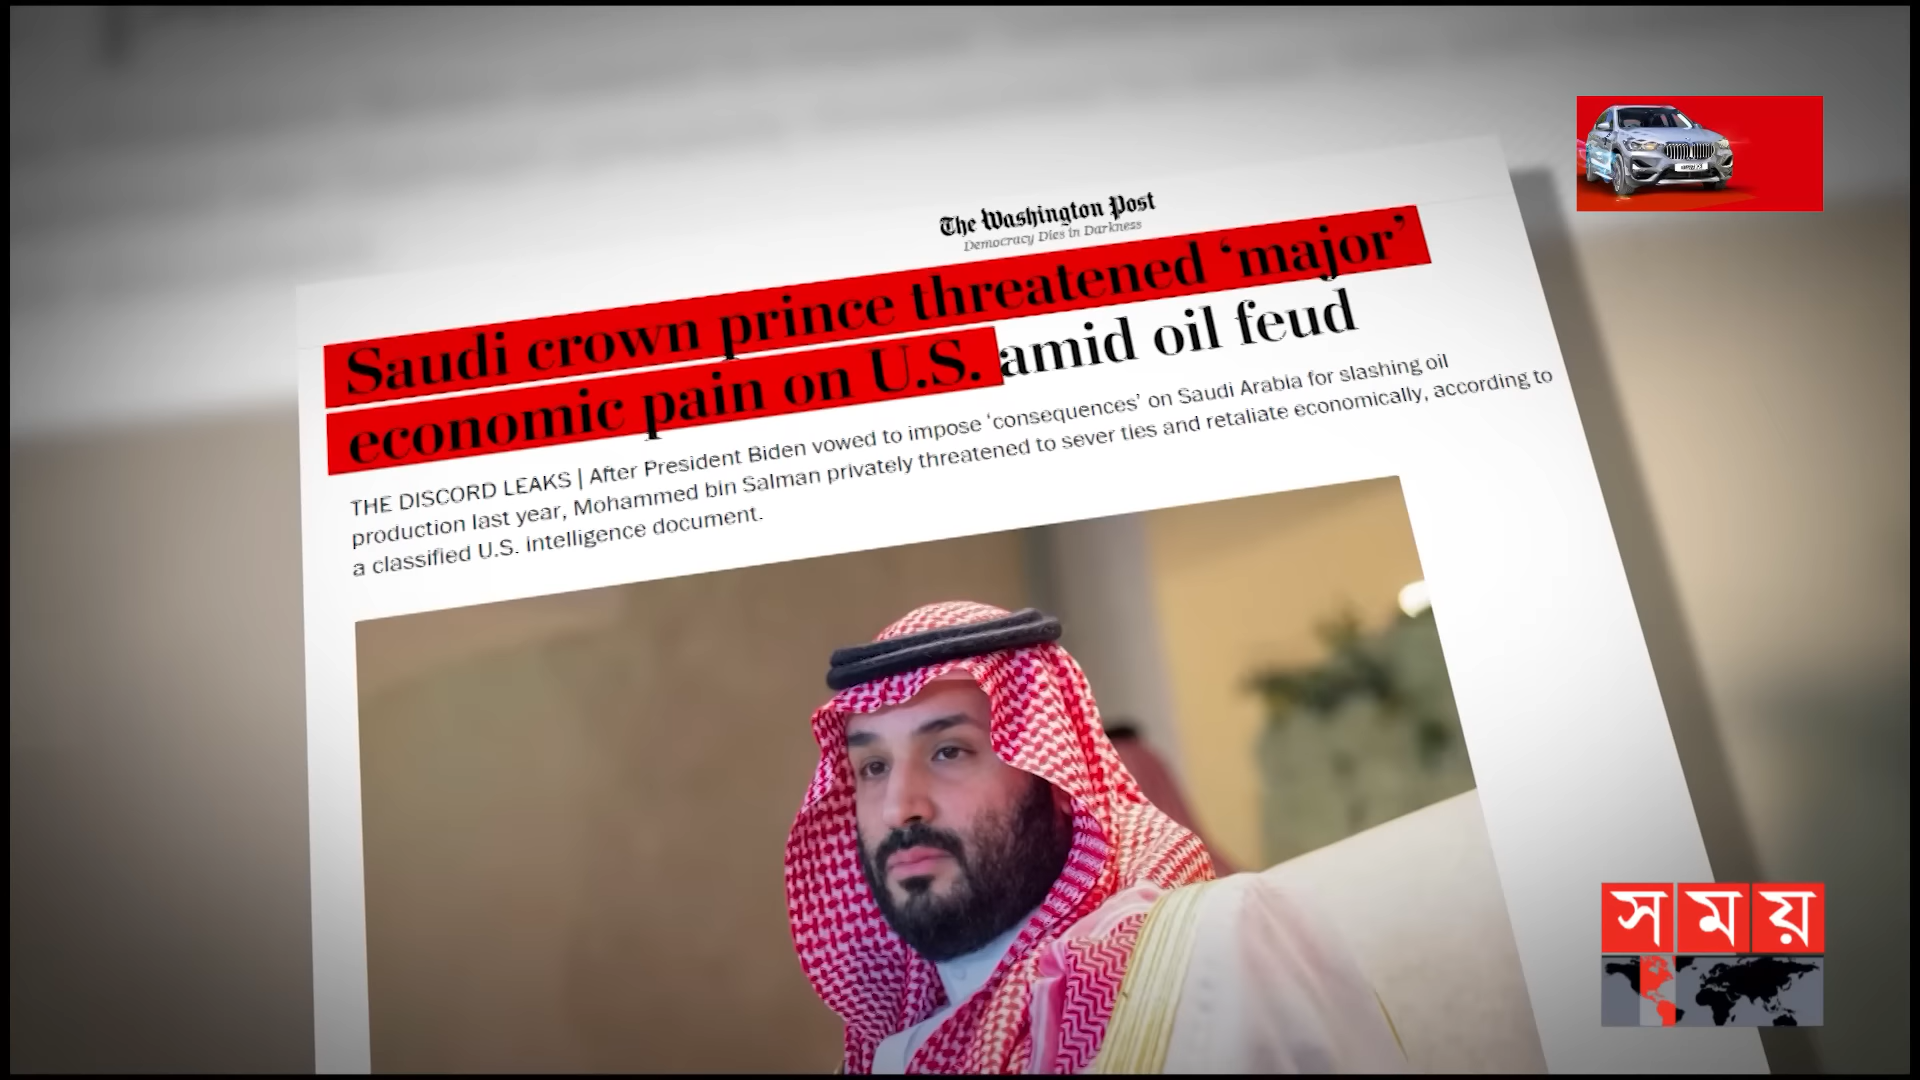 The Washington Post
Democracy Dies in Darkness
Saudi crown prince threatened ‘major’
economic pain on U.S. amid oil feud
THE DISCORD LEAKS | After President Biden vowed to impose ‘consequences’ on Saudi Arabia for slashing oil
production last year, Mohammed bin Salman privately threatened to sever ties and retaliate economically, according to
a classified U.S. intelligence document.
সময়